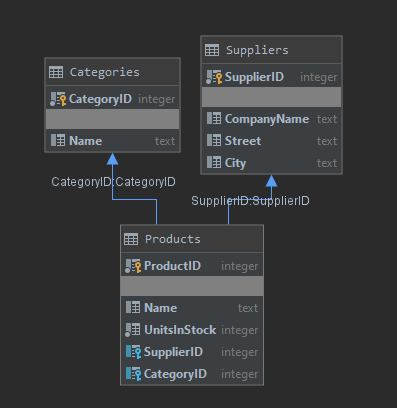 Categories
CategoryID integer
Name text
Suppliers
SupplierID integer
CompanyName text
Street text
City text
CategoryID:CategoryID
SupplierID:SupplierID
Products
ProductID integer
Name text
UnitsInStock integer
SupplierID integer
CategoryID integer